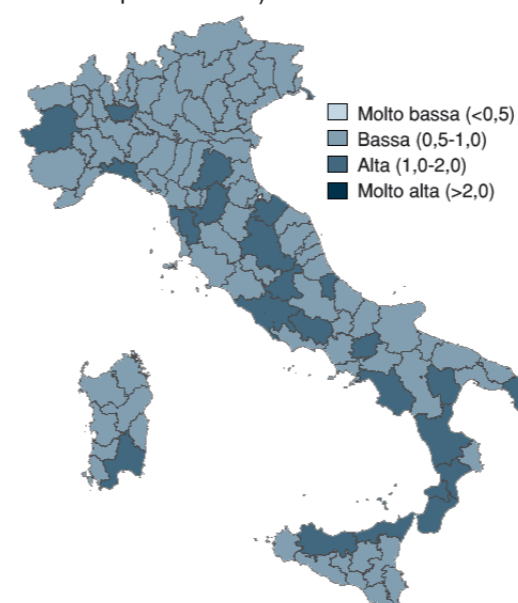 Molto bassa (<0,5)
Bassa (0,5-1,0)
Alta (1,0-2,0)
Molto alta (>2,0)